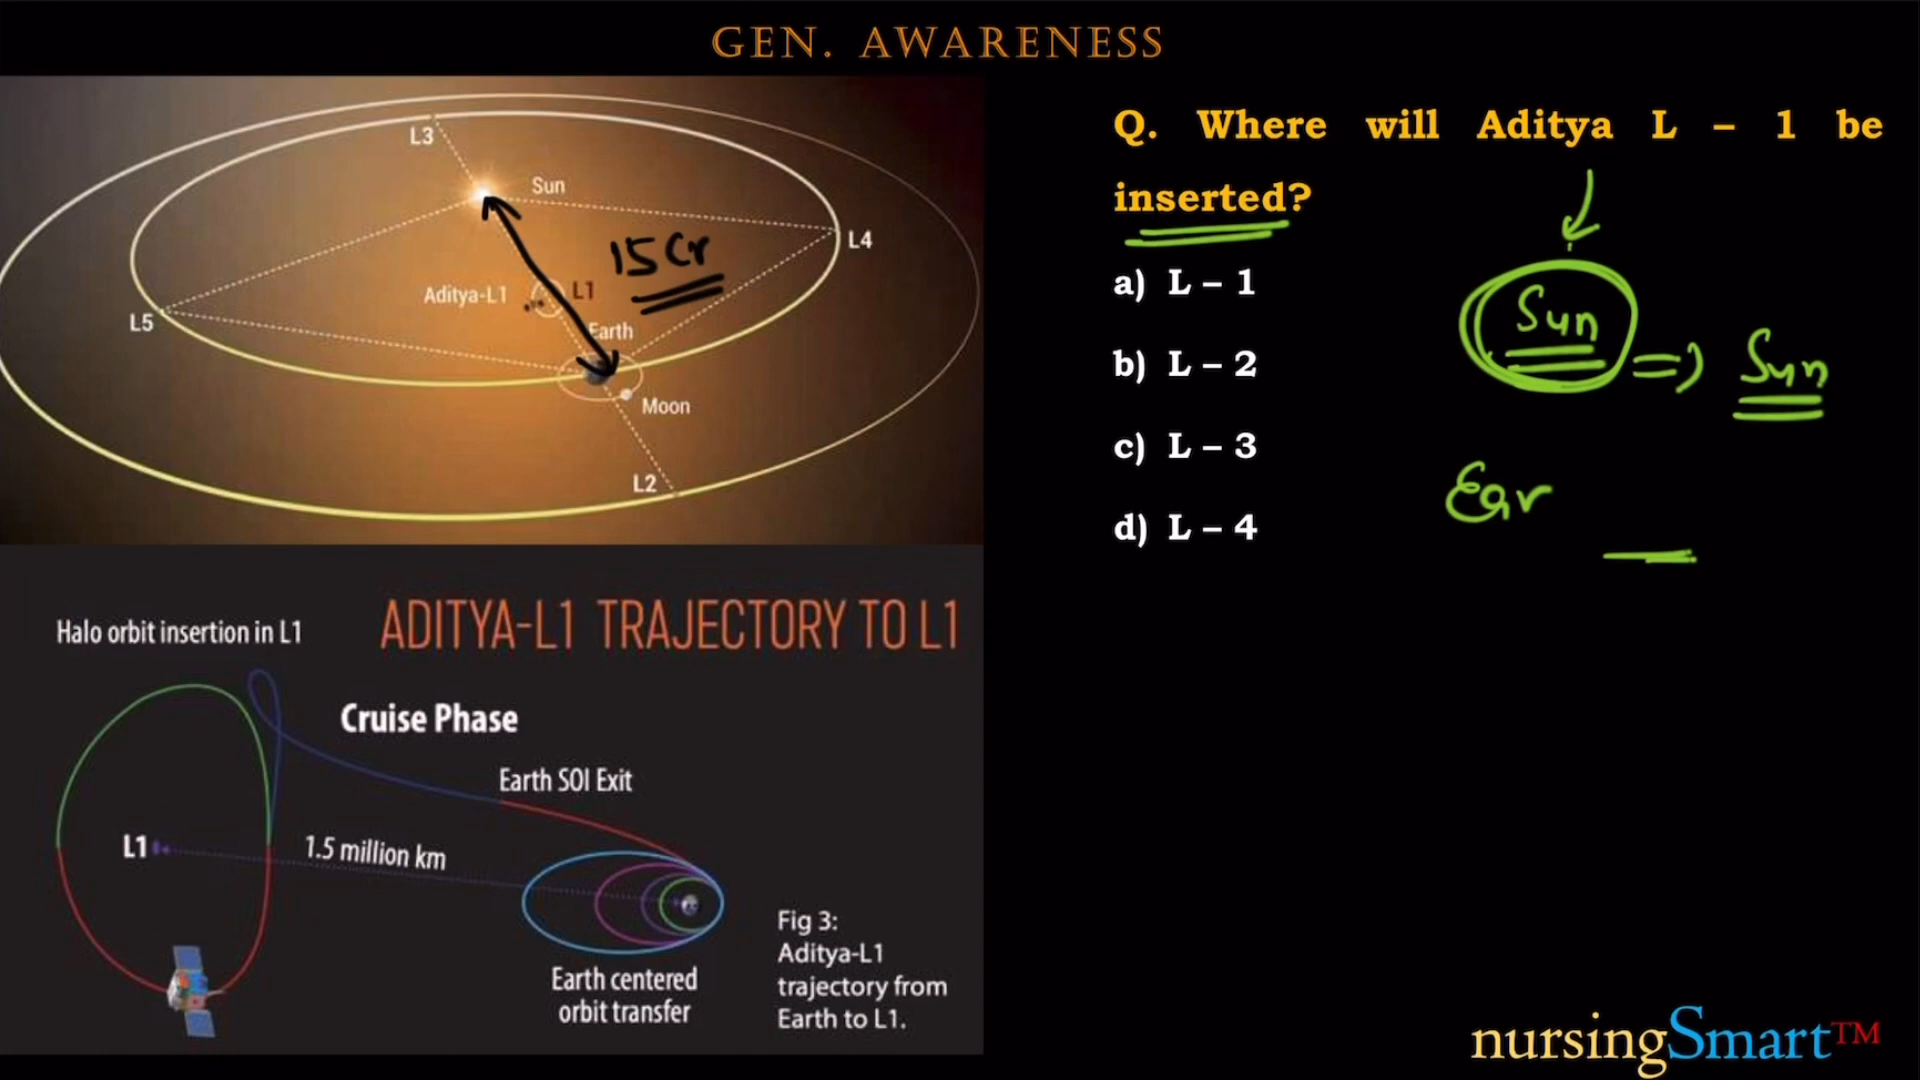 GEN. AWARENESS
L3
Sun
15 Cr
L4
Aditya-L1
L1
L5
Earth
Moon
L2
Halo orbit insertion in L1
ADITYA-L1 TRAJECTORY TO L1
Cruise Phase
Earth SOI Exit
L1
1.5 million km
Earth centered
orbit transfer
Fig 3:
Aditya-L1
trajectory from
Earth to L1.
Q. Where will Aditya L – 1 be
inserted?
a) L – 1
b) L – 2
c) L – 3
d) L – 4
Sun => Sun
Ear
nursingSmart™